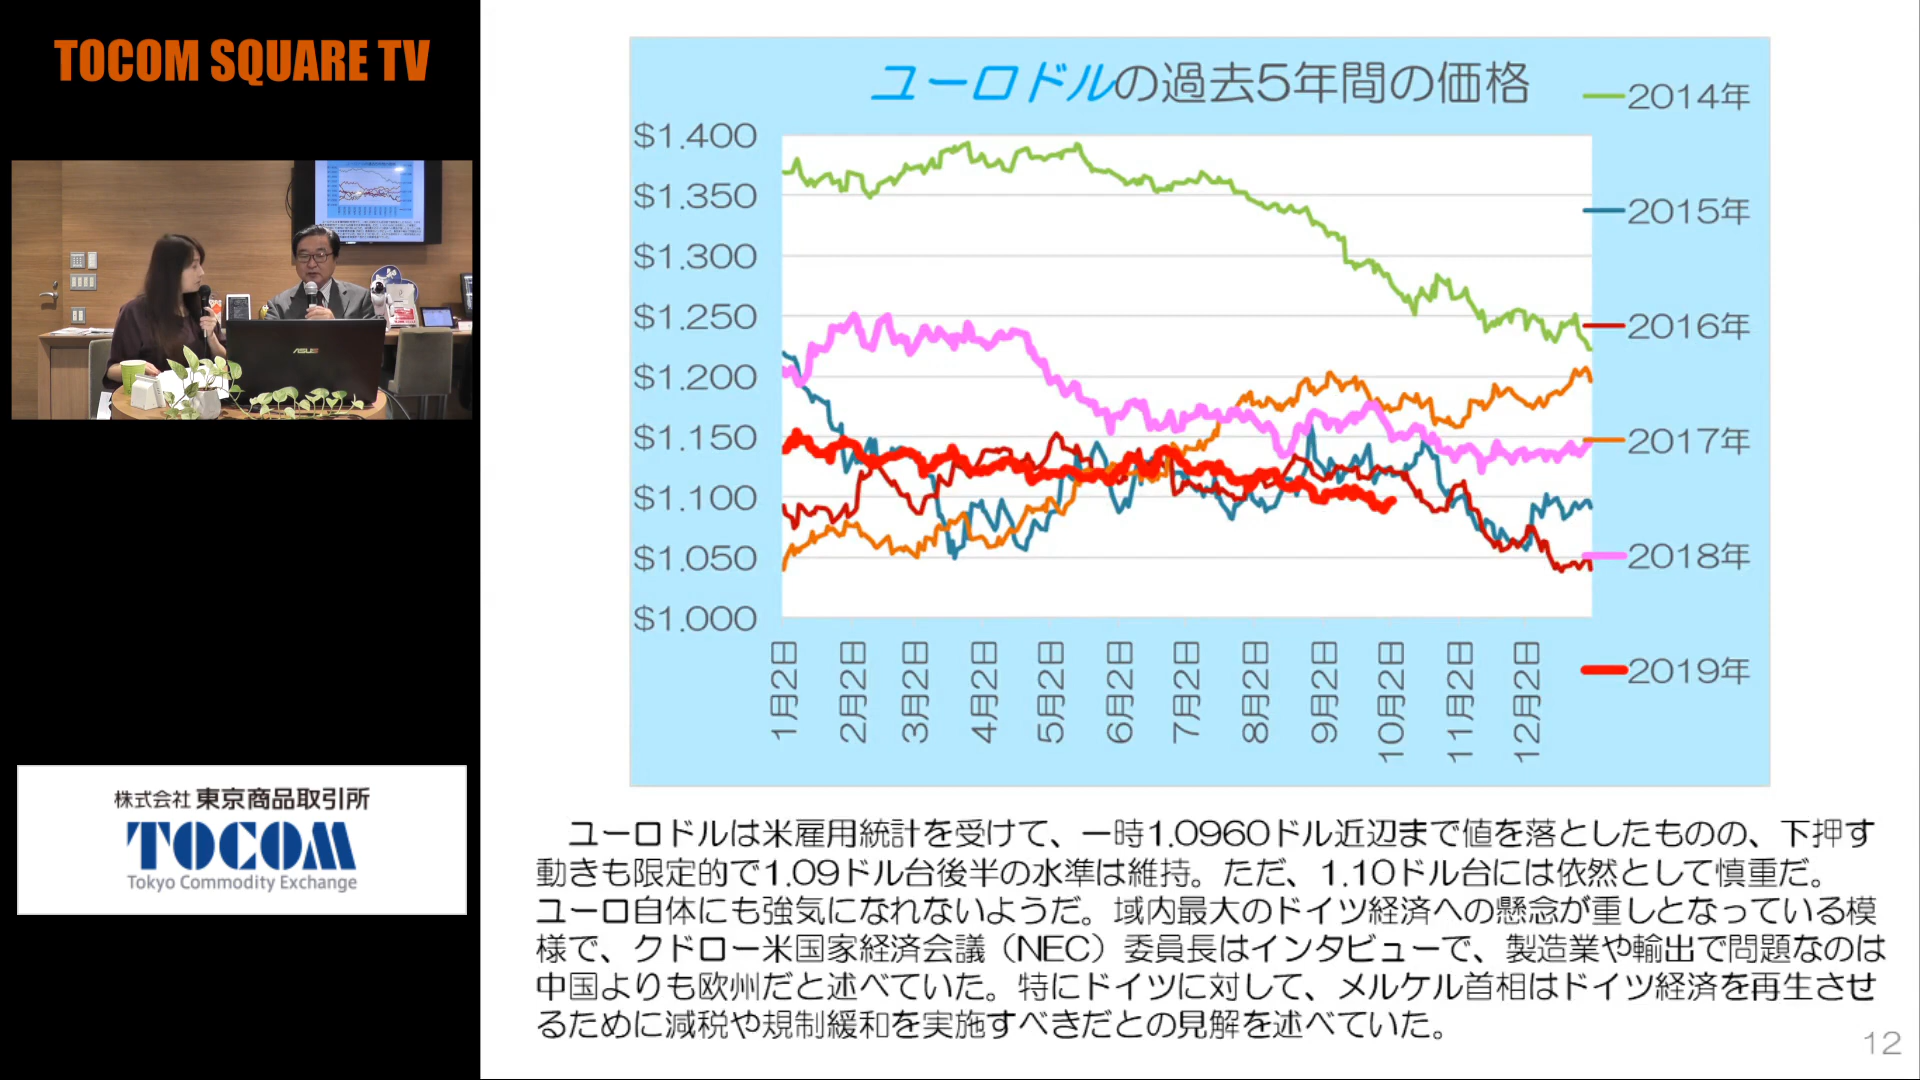 TOCOM SQUARE TV
ASUS
株式会社 東京商品取引所
TOCOM
Tokyo Commodity Exchange
ユーロドルの過去5年間の価格
$1.400
$1.350
$1.300
$1.250
$1.200
$1.150
$1.100
$1.050
$1.000
1月2日
2月2日
3月2日
4月2日
5月2日
6月2日
7月2日
8月2日
9月2日
10月2日
11月2日
12月2日
2014年
2015年
2016年
2017年
2018年
2019年
ユーロドルは米雇用統計を受けて、一時1.0960ドル近辺まで値を落としたものの、下押す
動きも限定的で1.09ドル台後半の水準は維持。ただ、1.10ドル台には依然として慎重だ。
ユーロ自体にも強気になれないようだ。域内最大のドイツ経済への懸念が重しとなっている模
様で、クドロー米国家経済会議（NEC）委員長はインタビューで、製造業や輸出で問題なのは
中国よりも欧州だと述べていた。特にドイツに対して、メルケル首相はドイツ経済を再生させ
るために減税や規制緩和を実施すべきだとの見解を述べていた。
12